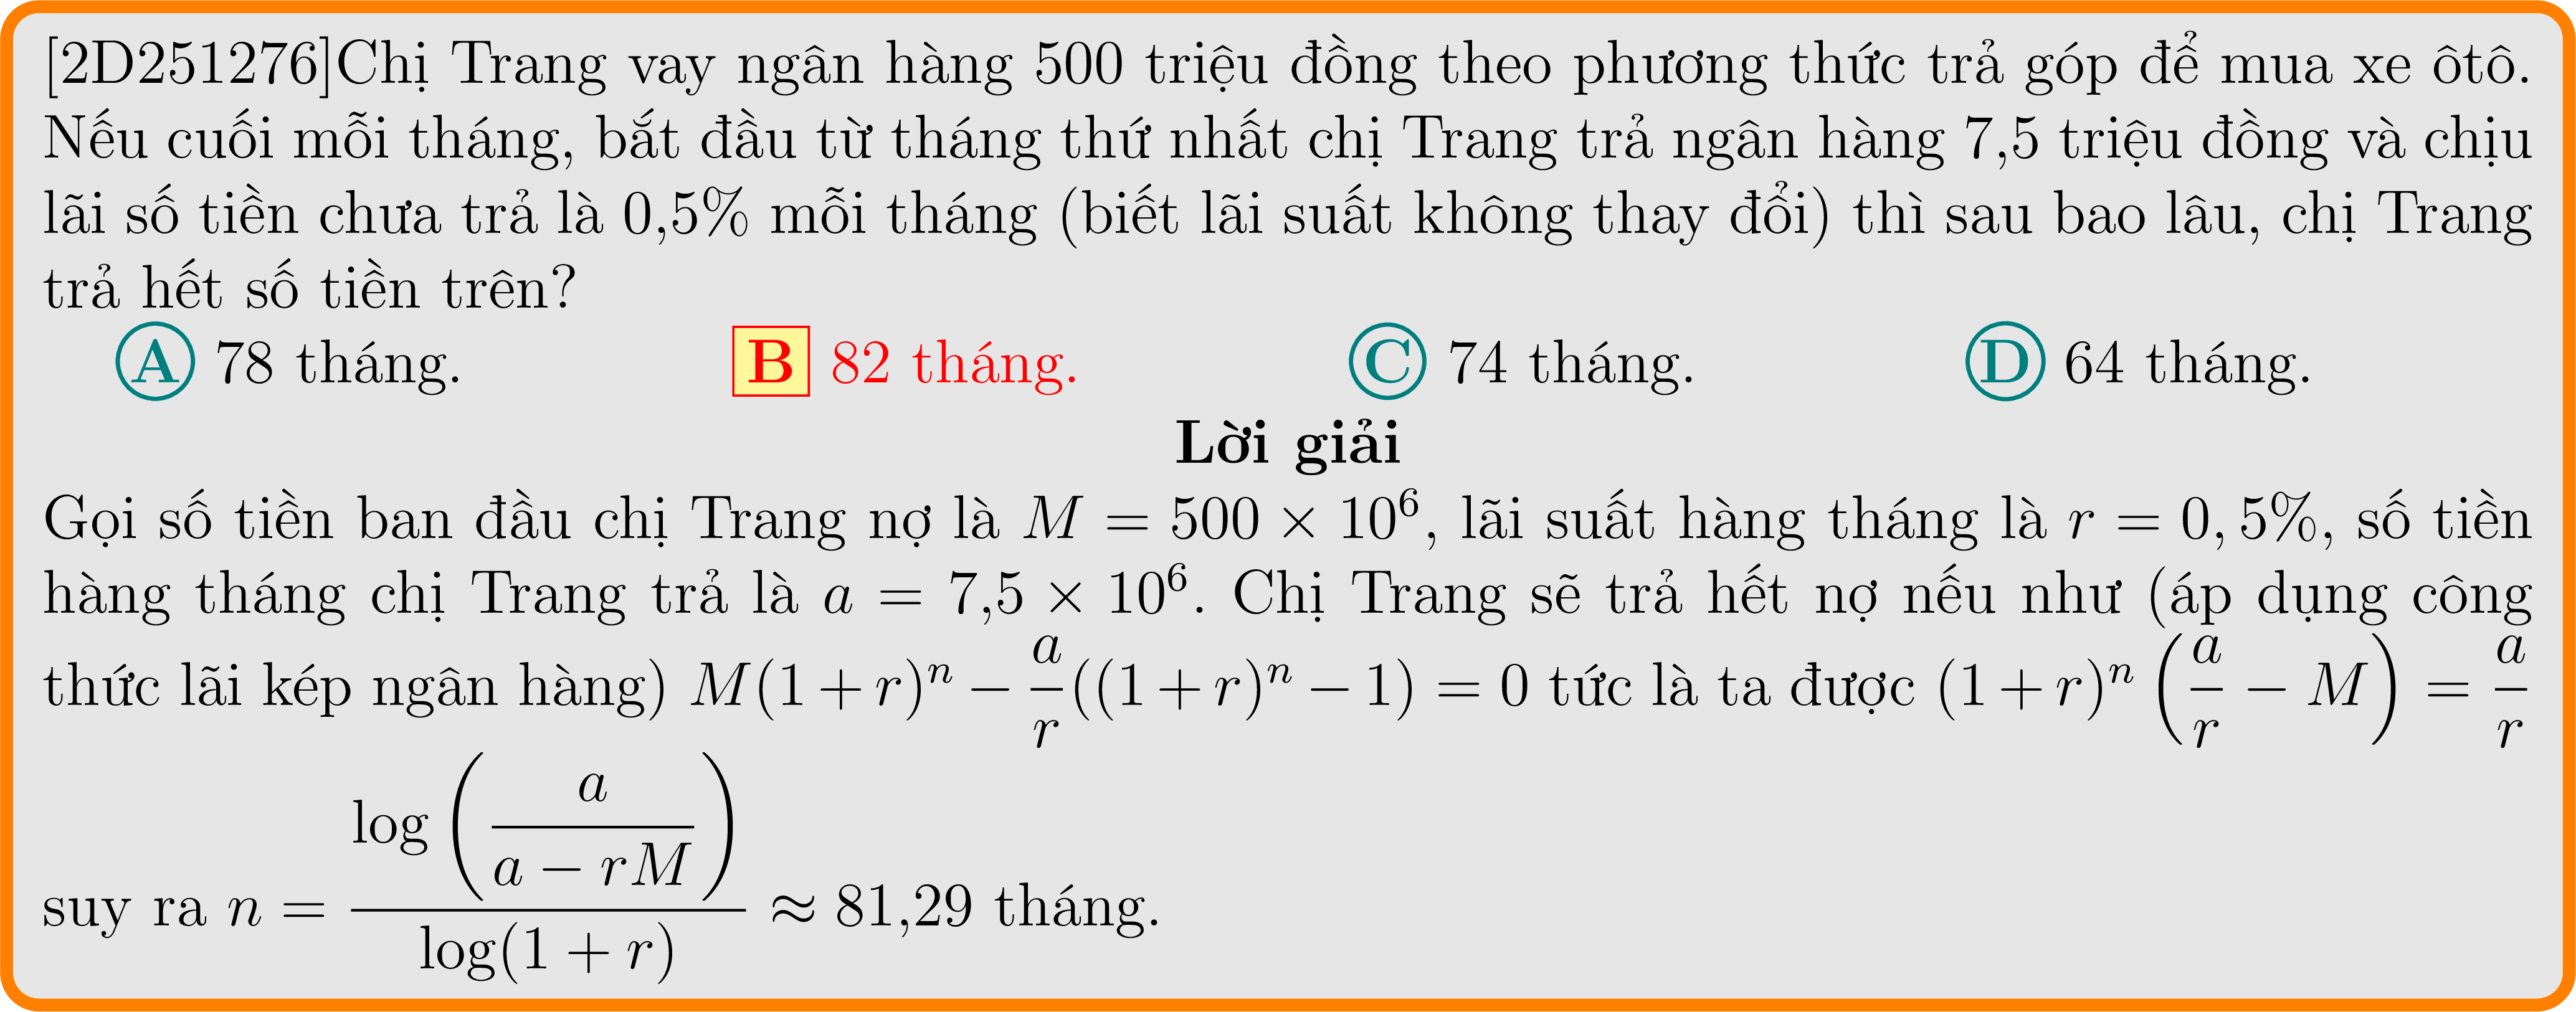 [2D251276]Chị Trang vay ngân hàng 500 triệu đồng theo phương thức trả góp để mua xe ôtô.
Nếu cuối mỗi tháng, bắt đầu từ tháng thứ nhất chị Trang trả ngân hàng 7,5 triệu đồng và chịu
lãi số tiền chưa trả là 0,5% mỗi tháng (biết lãi suất không thay đổi) thì sau bao lâu, chị Trang
trả hết số tiền trên?
A 78 tháng. B 82 tháng. C 74 tháng. D 64 tháng.
Lời giải
Gọi số tiền ban đầu chị Trang nợ là $M = 500 \times 10^6$, lãi suất hàng tháng là $r = 0,5\%$, số tiền
hàng tháng chị Trang trả là $a = 7{,}5 \times 10^6$. Chị Trang sẽ trả hết nợ nếu như (áp dụng công
thức lãi kép ngân hàng) $M(1+r)^n - \dfrac{a}{r}((1+r)^n - 1) = 0$ tức là ta được $(1+r)^n \left(\dfrac{a}{r} - M\right) = \dfrac{a}{r}$
suy ra $n = \dfrac{\log\left(\dfrac{a}{a-rM}\right)}{\log(1+r)} \approx 81{,}29$ tháng.